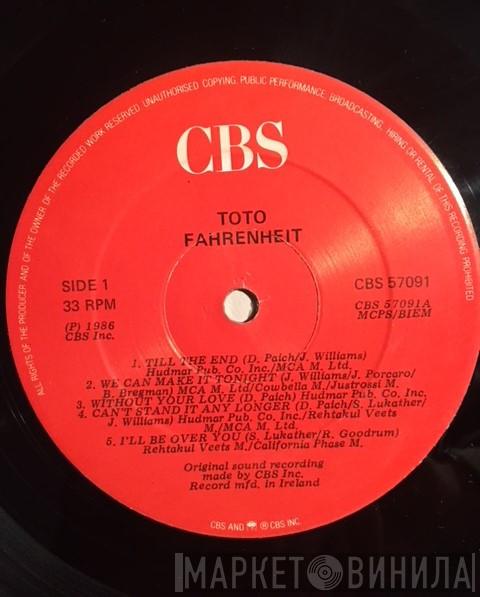 ALL RIGHTS OF THE PRODUCER AND OF THE OWNER OF THE RECORDED WORK RESERVED. UNAUTHORISED COPYING, PUBLIC PERFORMANCE, BROADCASTING, HIRING OR RENTAL OF THIS RECORDING PROHIBITED
CBS
TOTO
FAHRENHEIT
SIDE 1
33 RPM
(P) 1986
CBS Inc.
CBS 57091
CBS 57091A
MCPS/BIEM
1. TILL THE END (D. Paich/J. Williams)
Hudmar Pub. Co. Inc./MCA M. Ltd.
2. WE CAN MAKE IT TONIGHT (J. Williams/J. Porcaro/
B. Bregman) MCA M. Ltd/Cowbella M./Justrossi M.
3. WITHOUT YOUR LOVE (D. Paich) Hudmar Pub. Co. Inc.
4. CAN'T STAND IT ANY LONGER (D. Paich/S. Lukather/
J. Williams) Hudmar Pub. Co. Inc./Rehtakul Veets
M./MCA M. Ltd.
5. I'LL BE OVER YOU (S. Lukather/R. Goodrum)
Rehtakul Veets M./California Phase M.
Original sound recording
made by CBS Inc.
Record mfd. in Ireland
CBS AND ® CBS INC.
МАРКЕТ ВИНИЛА